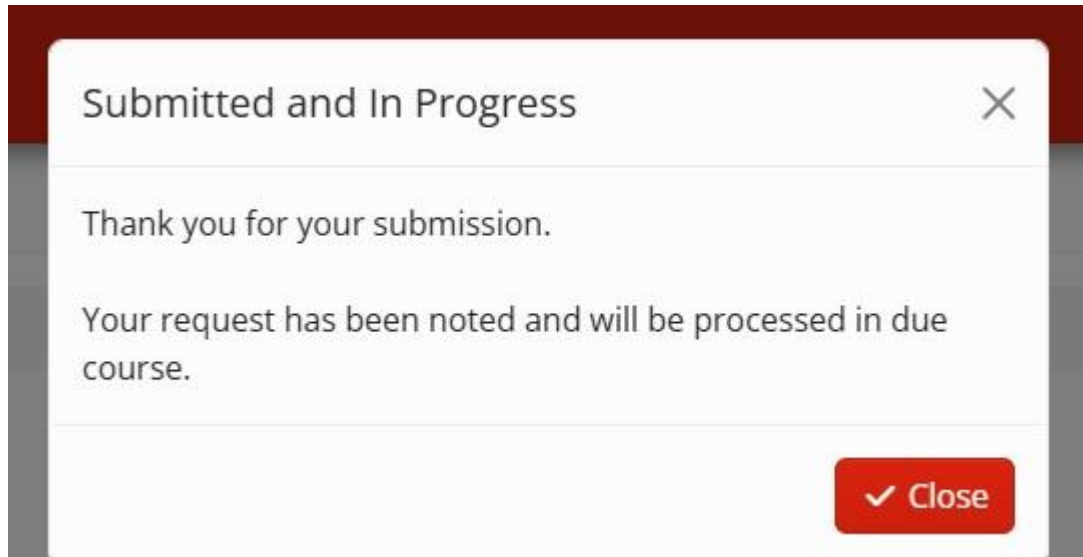 Submitted and In Progress
Thank you for your submission.
Your request has been noted and will be processed in due
course.
Close